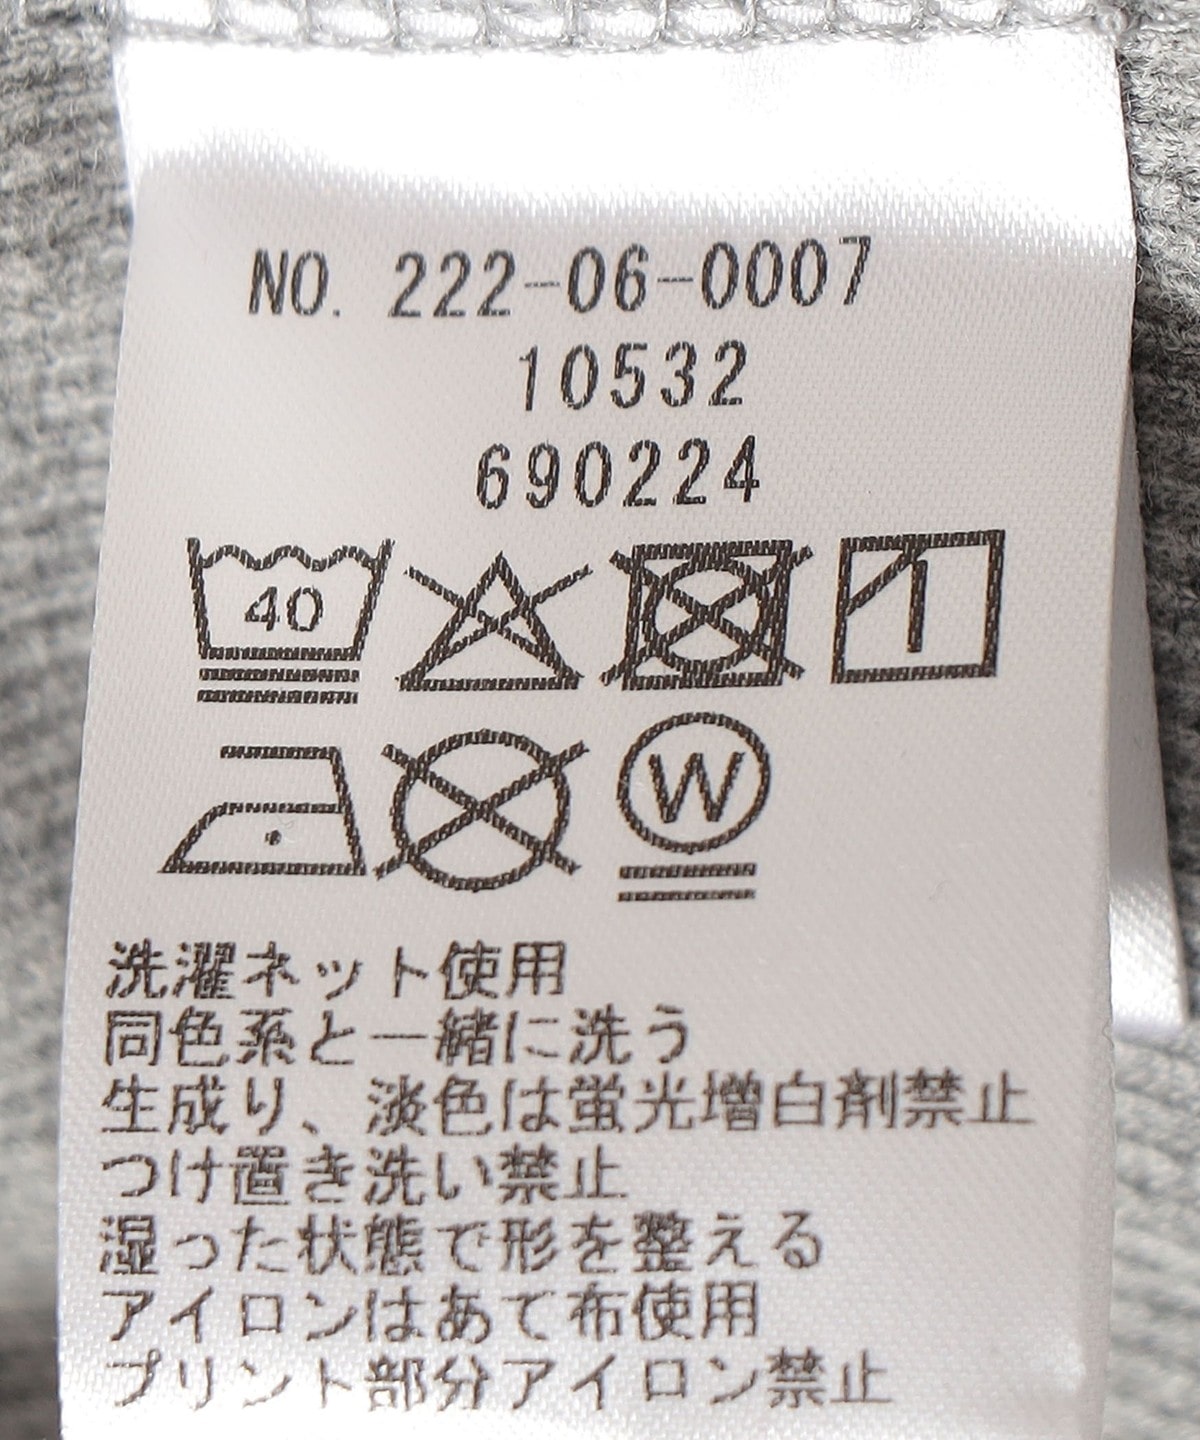 NO. 222-06-0007
10532
690224
40
W
洗濯ネット使用
同色系と一緒に洗う
生成り、淡色は蛍光増白剤禁止
つけ置き洗い禁止
湿った状態で形を整える
アイロンはあて布使用
プリント部分アイロン禁止